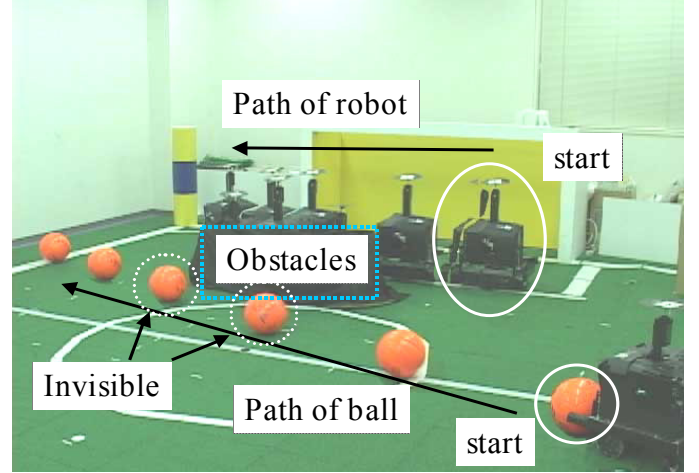 Path of robot
start
Obstacles
Invisible
Path of ball
start